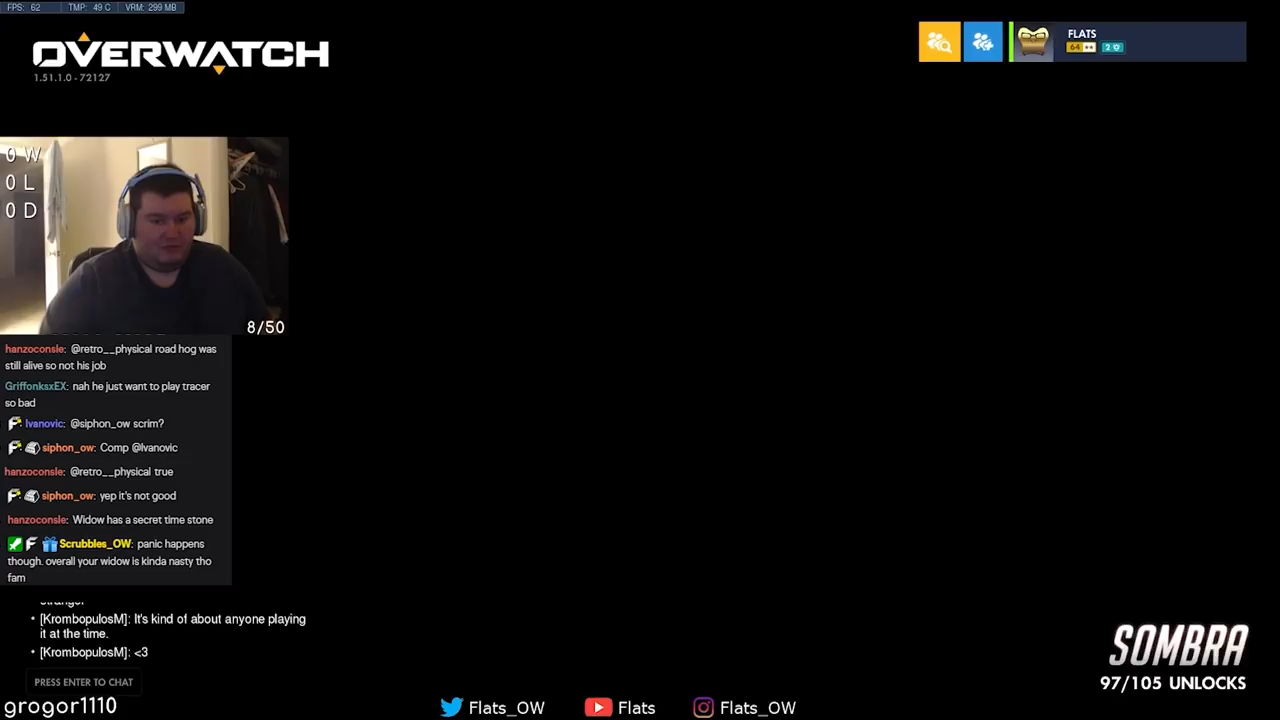 FPS: 62 TMP: 49 C VRM: 299 MB
OVERWATCH
1.51.1.0 - 72127
FLATS
64 ★★ 2
0 W
0 L
0 D
8/50
hanzoconsle: @retro__physical road hog was
still alive so not his job
GriffonksxEX: nah he just want to play tracer
so bad
Ivanovic: @siphon_ow scrim?
siphon_ow: Comp @Ivanovic
hanzoconsle: @retro__physical true
siphon_ow: yep it's not good
hanzoconsle: Widow has a secret time stone
Scrubbles_OW: panic happens
though. overall your widow is kinda nasty tho
fam
• [KrombopulosM]: It's kind of about anyone playing
it at the time.
• [KrombopulosM]: <3
PRESS ENTER TO CHAT
grogor1110
Flats_OW Flats Flats_OW
SOMBRA
97/105 UNLOCKS